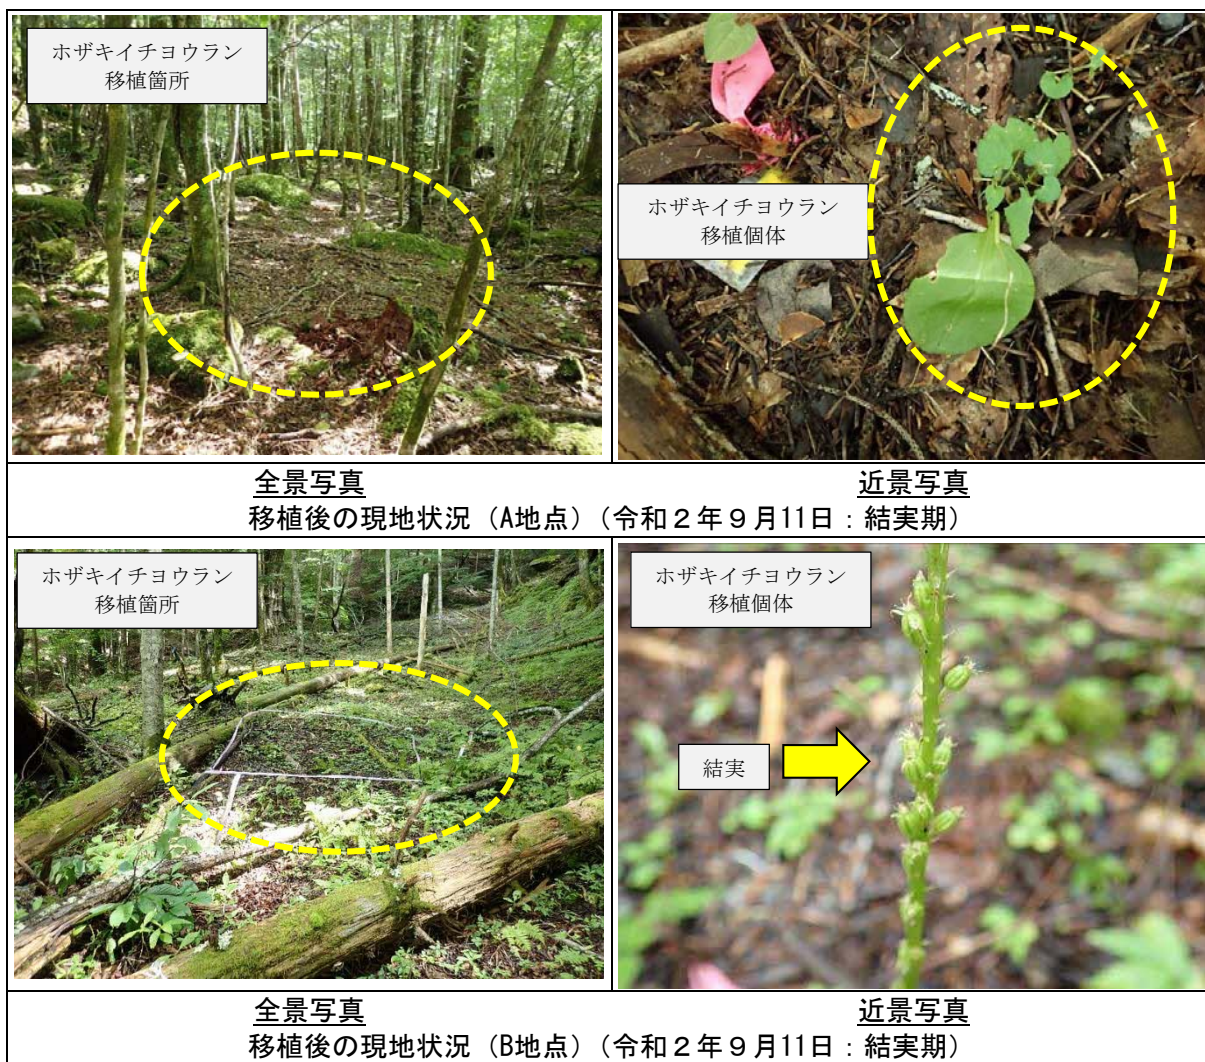 ホザキイチヨウラン
移植箇所
ホザキイチヨウラン
移植個体
全景写真
近景写真
移植後の現地状況（A地点）（令和２年９月11日：結実期）
ホザキイチヨウラン
移植箇所
ホザキイチヨウラン
移植個体
結実
全景写真
近景写真
移植後の現地状況（B地点）（令和２年９月11日：結実期）